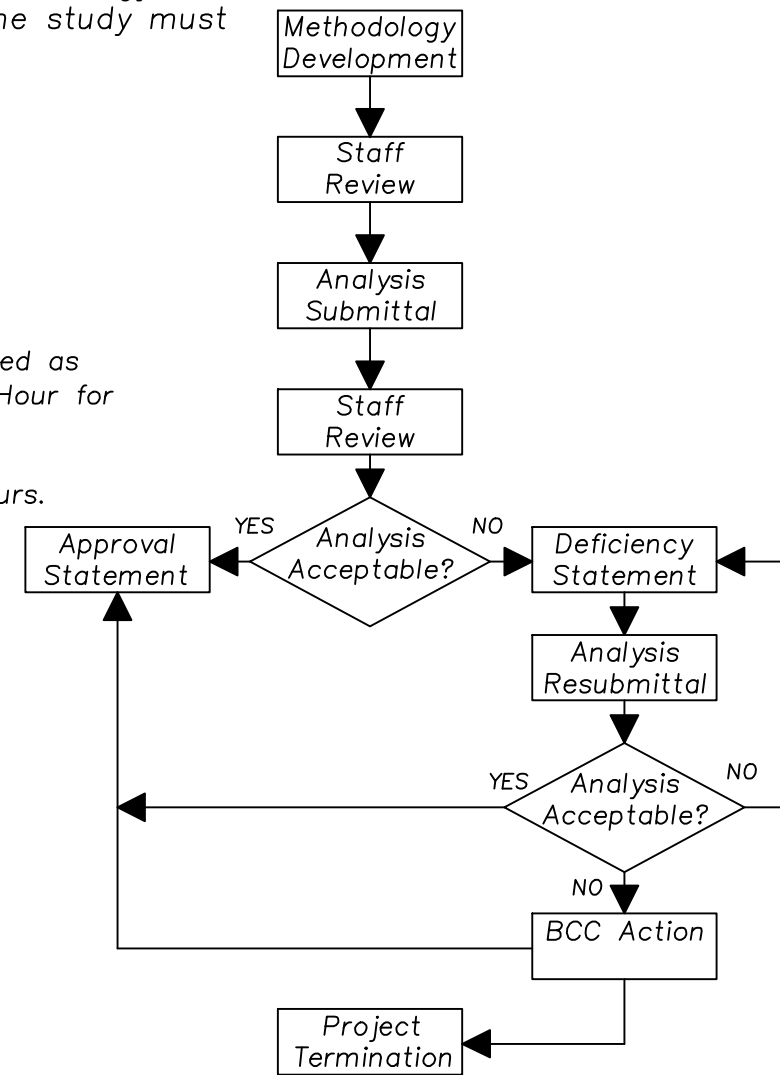 ne study must
Methodology
Development
Staff
Review
Analysis
Submittal
ed as
Hour for
Staff
Review
urs.
YES
NO
Approval
Statement
Analysis
Acceptable?
Deficiency
Statement
Analysis
Resubmittal
YES
NO
Analysis
Acceptable?
NO
BCC Action
Project
Termination